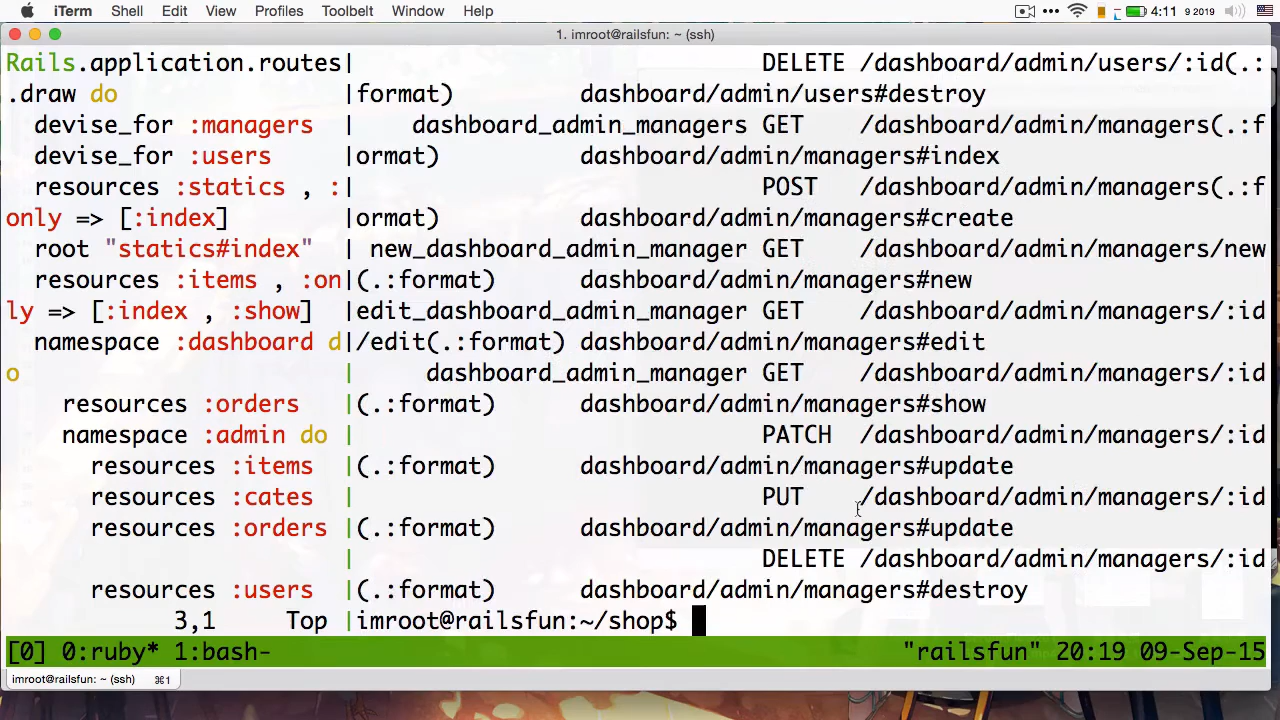 iTerm Shell Edit View Profiles Toolbelt Window Help 4:11 9 2019
1. imroot@railsfun: ~ (ssh)
Rails.application.routes| DELETE /dashboard/admin/users/:id(.:
.draw do |format) dashboard/admin/users#destroy
devise_for :managers | dashboard_admin_managers GET /dashboard/admin/managers(.:f
devise_for :users |ormat) dashboard/admin/managers#index
resources :statics , :| POST /dashboard/admin/managers(.:f
only => [:index] |ormat) dashboard/admin/managers#create
root "statics#index" | new_dashboard_admin_manager GET /dashboard/admin/managers/new
resources :items , :on|(.:format) dashboard/admin/managers#new
ly => [:index , :show] |edit_dashboard_admin_manager GET /dashboard/admin/managers/:id
namespace :dashboard d|/edit(.:format) dashboard/admin/managers#edit
o | dashboard_admin_manager GET /dashboard/admin/managers/:id
resources :orders |(.:format) dashboard/admin/managers#show
namespace :admin do | PATCH /dashboard/admin/managers/:id
resources :items |(.:format) dashboard/admin/managers#update
resources :cates | PUT /dashboard/admin/managers/:id
resources :orders |(.:format) dashboard/admin/managers#update
| DELETE /dashboard/admin/managers/:id
resources :users |(.:format) dashboard/admin/managers#destroy
3,1 Top |imroot@railsfun:~/shop$
[0] 0:ruby* 1:bash- "railsfun" 20:19 09-Sep-15
imroot@railsfun: ~ (ssh) ⌘1